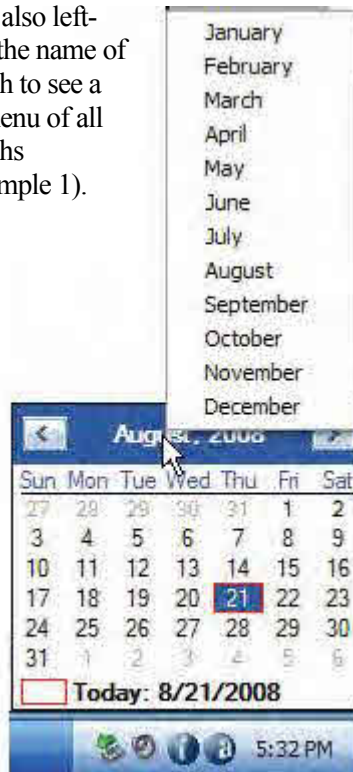 also left-
the name of
h to see a
enu of all
hs
mple 1).
January
February
March
April
May
June
July
August
September
October
November
December
August, 2008
Sun Mon Tue Wed Thu Fri Sat
27 28 29 30 31 1 2
3 4 5 6 7 8 9
10 11 12 13 14 15 16
17 18 19 20 21 22 23
24 25 26 27 28 29 30
31 1 2 3 4 5 6
Today: 8/21/2008
5:32 PM